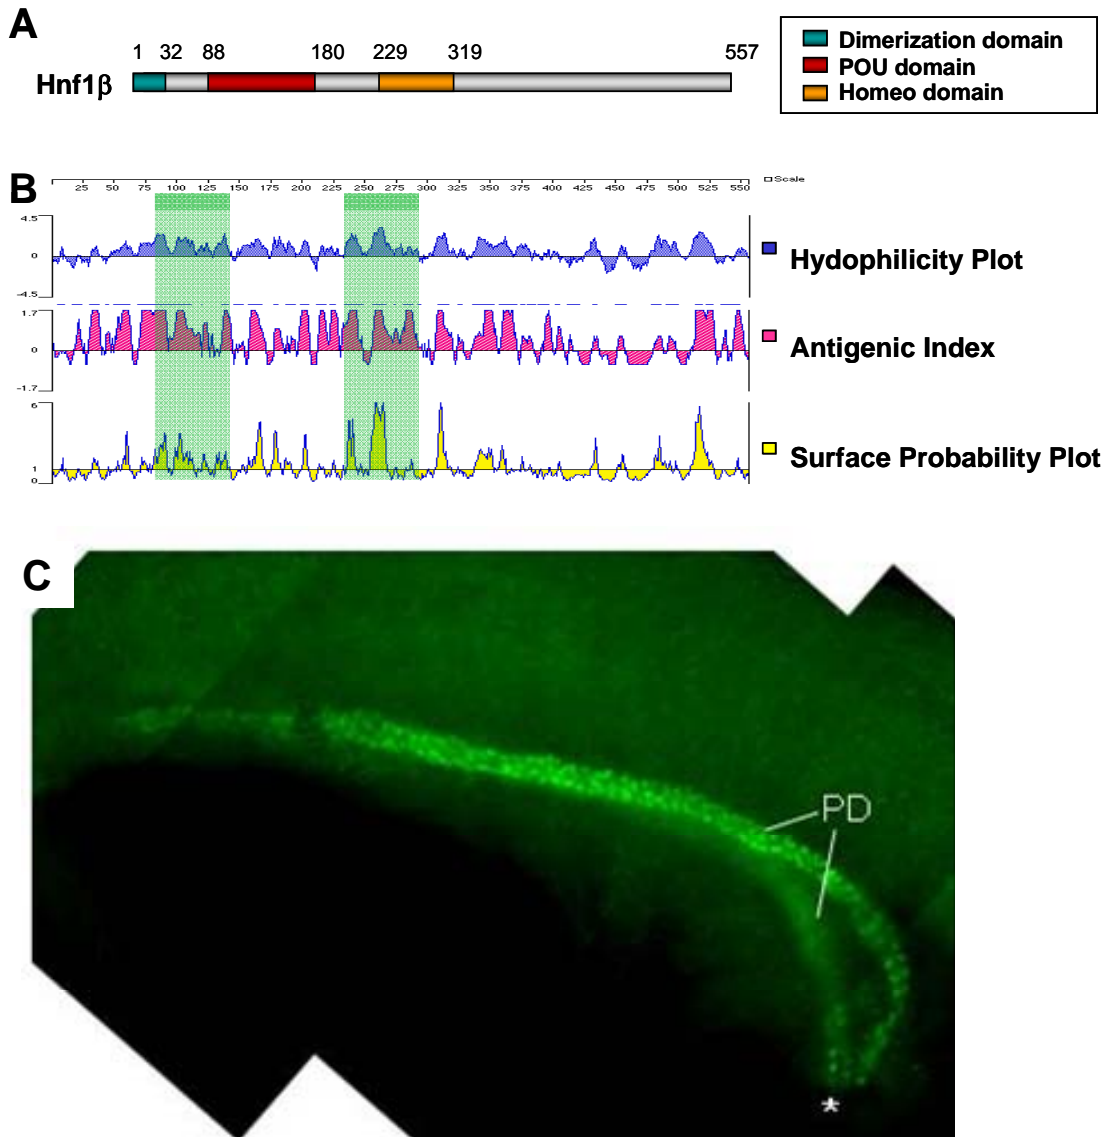 A
1 32 88 180 229 319 557
Hnf1β
Dimerization domain
POU domain
Homeo domain
B
25 50 75 100 125 150 175 200 225 250 275 300 325 350 375 400 425 450 475 500 525 550
Scale
4.5
0
-4.5
Hydophilicity Plot
1.7
0
-1.7
Antigenic Index
6
1
0
Surface Probability Plot
C
PD
*